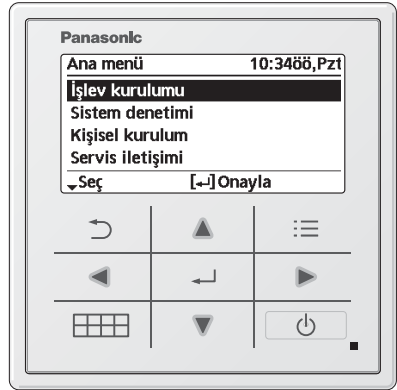 Panasonic
Ana menü 10:34öö,Pzt
İşlev kurulumu
Sistem denetimi
Kişisel kurulum
Servis iletişimi
Seç [↵]Onayla